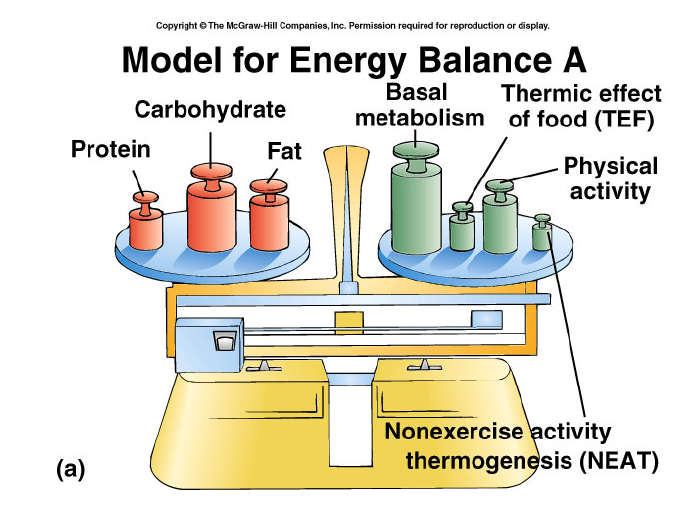 Copyright © The McGraw-Hill Companies, Inc. Permission required for reproduction or display.
Model for Energy Balance A
Protein
Carbohydrate
Fat
Basal
metabolism
Thermic effect
of food (TEF)
Physical
activity
Nonexercise activity
thermogenesis (NEAT)
(a)